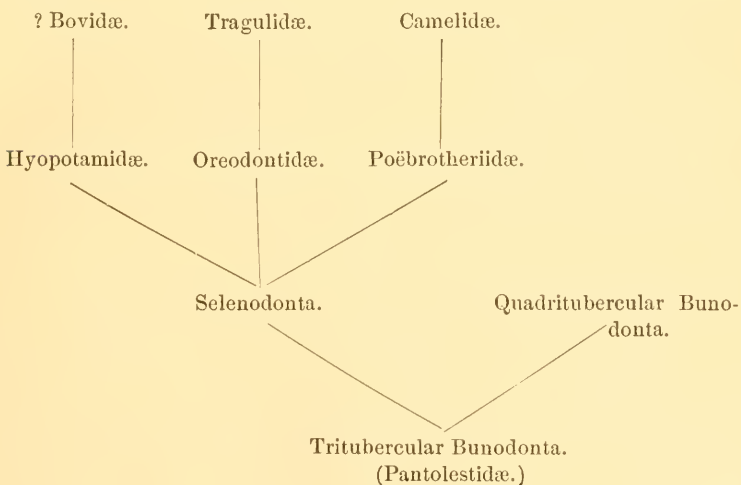 ? Bovidæ. Tragulidæ. Camelidæ.
Hyopotamidæ. Oreodontidæ. Poëbrotheriidæ.
Selenodonta. Quadritubercular Buno-
donta.
Tritubercular Bunodonta.
(Pantolestidæ.)